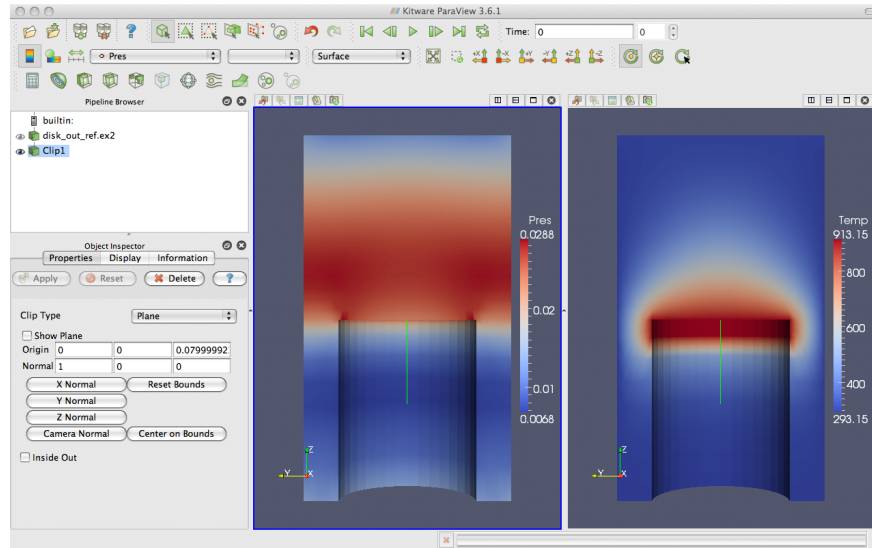 Kitware ParaView 3.6.1
Time: 0 0
Pres Surface +X -X +Y -Y +Z -Z
Pipeline Browser
builtin:
disk_out_ref.ex2
Clip1
Object Inspector
Properties Display Information
Apply Reset Delete ?
Clip Type Plane
Show Plane
Origin 0 0 0.07999992
Normal 1 0 0
X Normal Reset Bounds
Y Normal
Z Normal
Camera Normal Center on Bounds
Inside Out
Pres
0.0288
0.02
0.01
0.0068
Z
Y X
Temp
913.15
800
600
400
293.15
Z
Y X